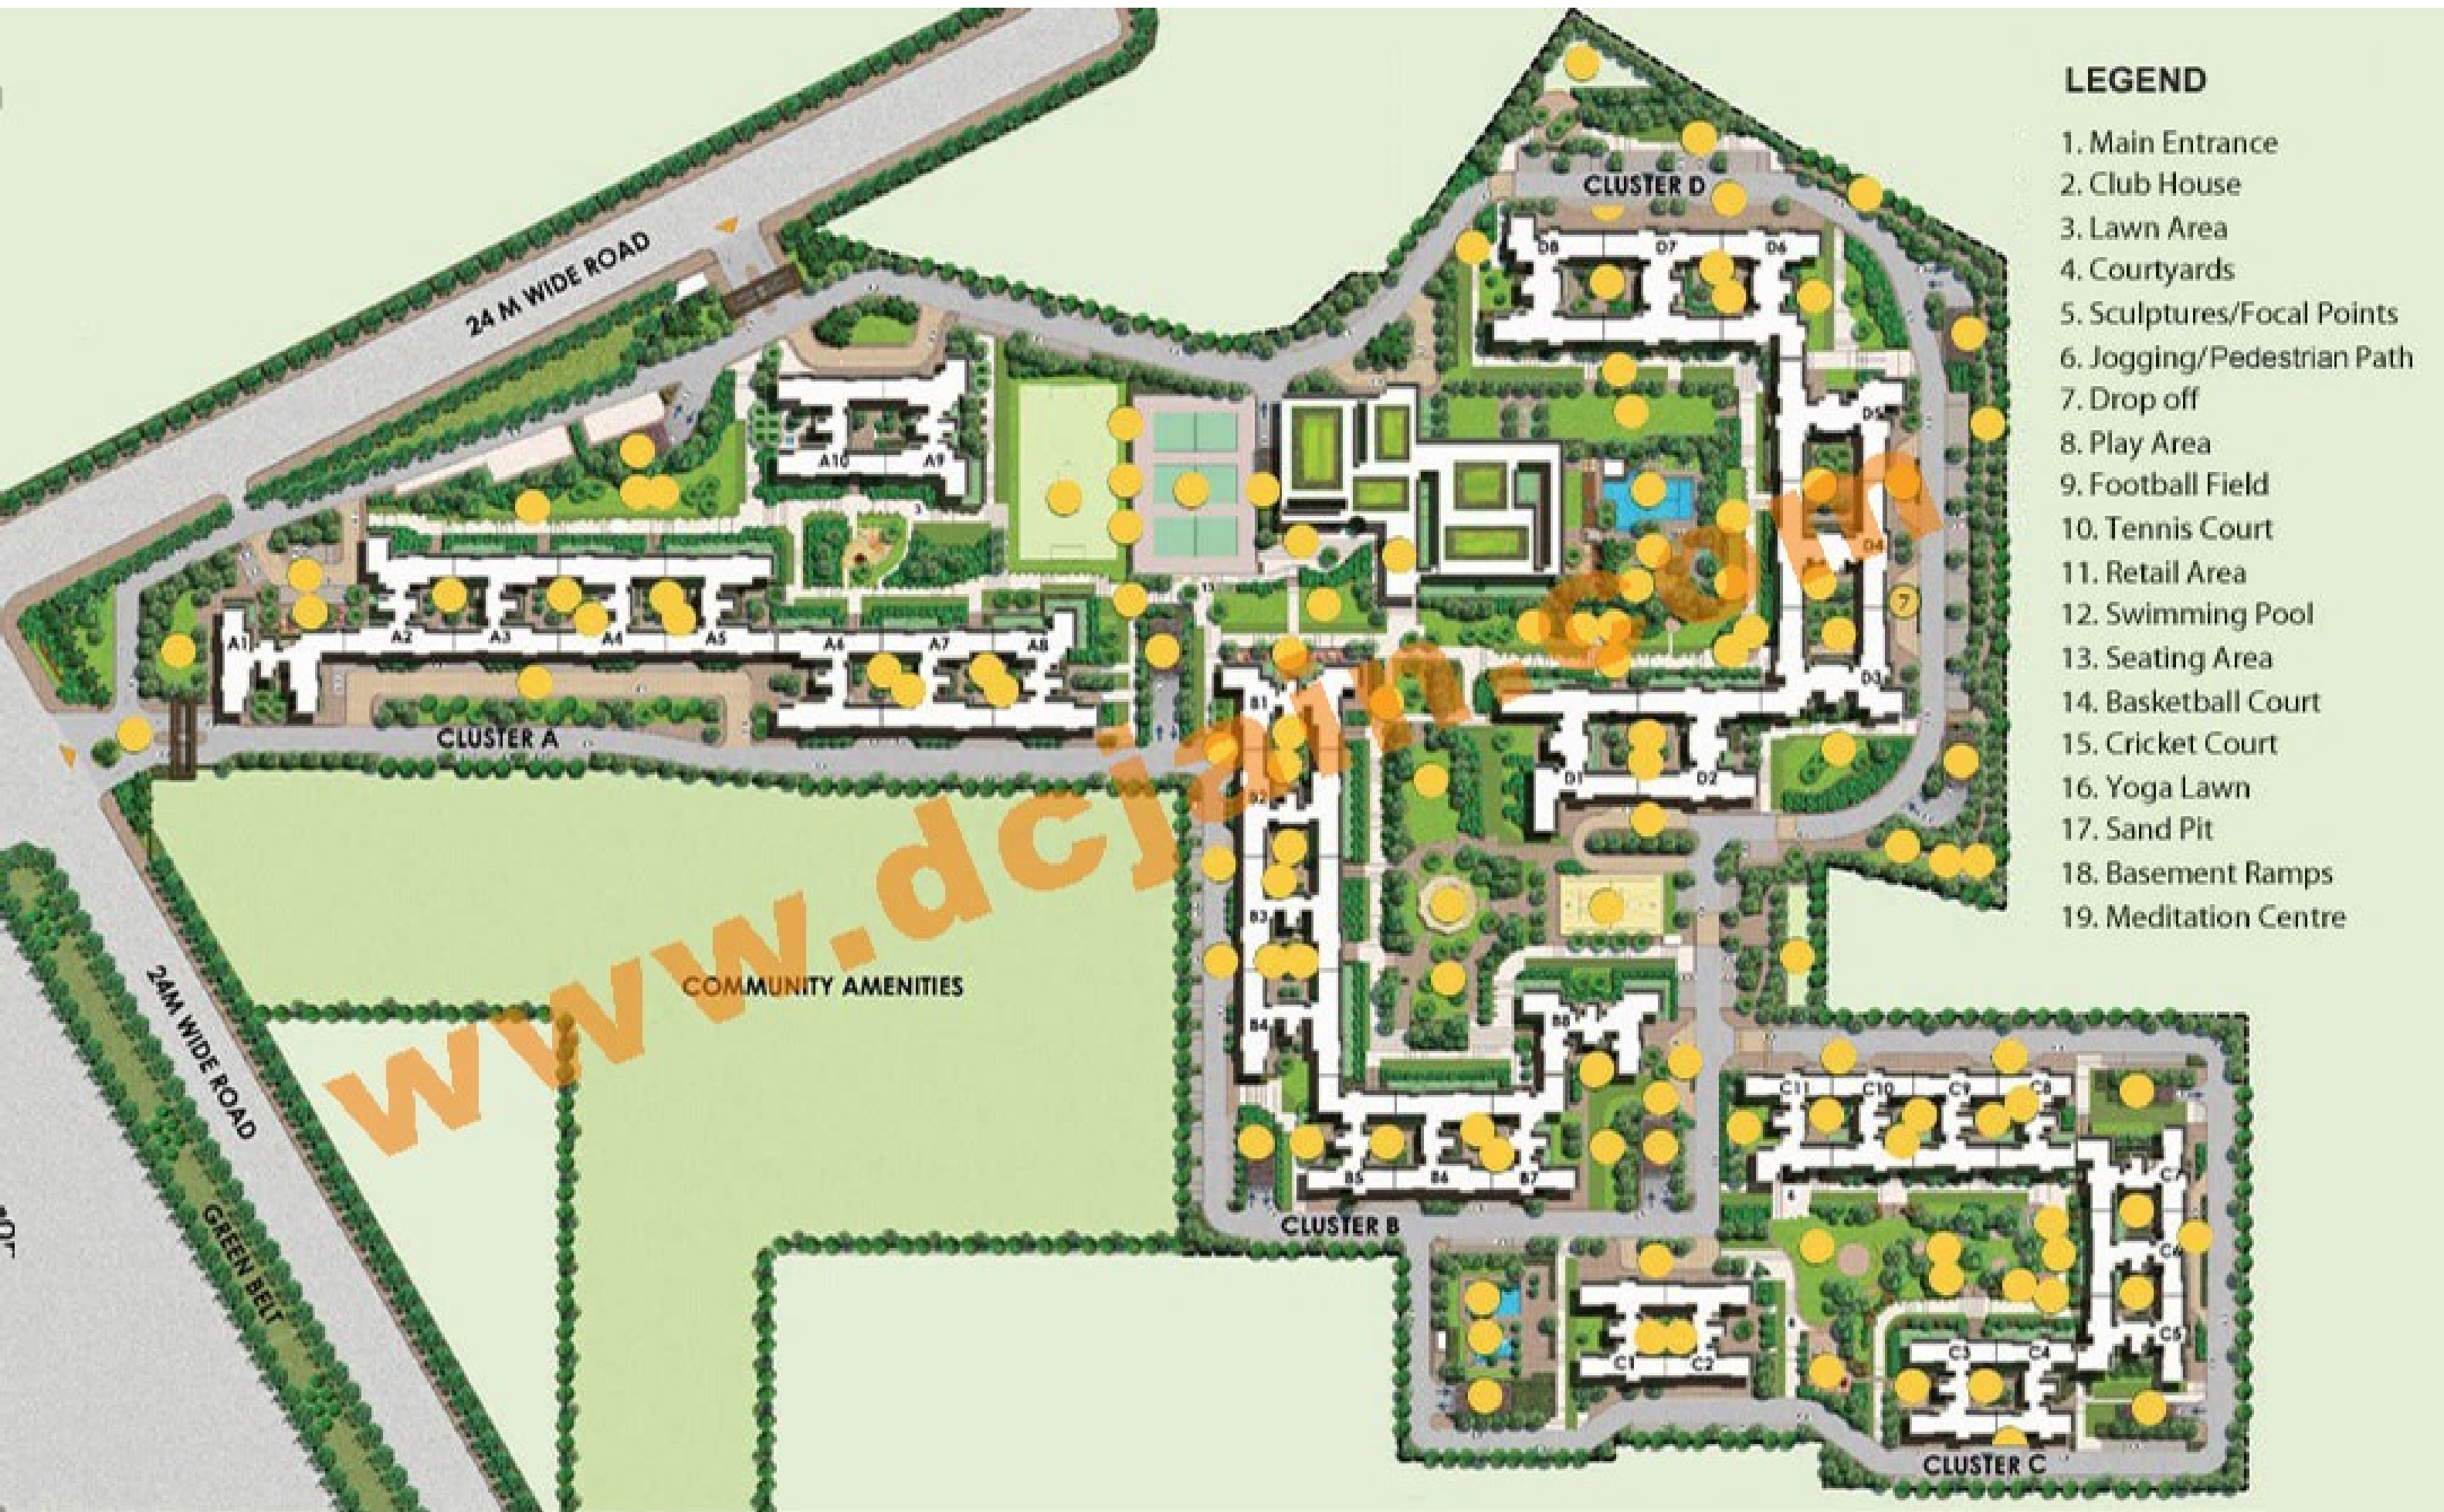 LEGEND
1. Main Entrance
2. Club House
3. Lawn Area
4. Courtyards
5. Sculptures/Focal Points
6. Jogging/Pedestrian Path
7. Drop off
8. Play Area
9. Football Field
10. Tennis Court
11. Retail Area
12. Swimming Pool
13. Seating Area
14. Basketball Court
15. Cricket Court
16. Yoga Lawn
17. Sand Pit
18. Basement Ramps
19. Meditation Centre
24 M WIDE ROAD
CLUSTER D
D8
D7
D6
D5
D4
7
D3
D1
D2
A10
A9
3
13
A1
A2
A3
A4
A5
A6
A7
A8
CLUSTER A
B1
B2
B3
B4
B8
B5
B6
B7
CLUSTER B
COMMUNITY AMENITIES
24M WIDE ROAD
GREEN BELT
C11
C10
C9
C8
C7
C6
C5
6
C1
C2
C3
C4
CLUSTER C
www.dcjain.com